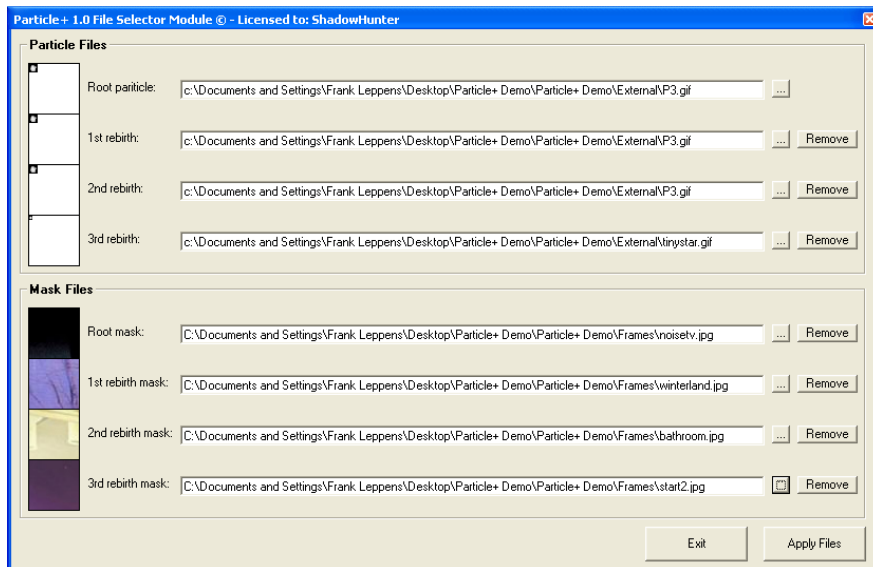 Particle+ 1.0 File Selector Module © - Licensed to: ShadowHunter
Particle Files
Root pariticle: c:\Documents and Settings\Frank Leppens\Desktop\Particle+ Demo\Particle+ Demo\External\P3.gif ...
1st rebirth: c:\Documents and Settings\Frank Leppens\Desktop\Particle+ Demo\Particle+ Demo\External\P3.gif ... Remove
2nd rebirth: c:\Documents and Settings\Frank Leppens\Desktop\Particle+ Demo\Particle+ Demo\External\P3.gif ... Remove
3rd rebirth: c:\Documents and Settings\Frank Leppens\Desktop\Particle+ Demo\Particle+ Demo\External\tinystar.gif ... Remove
Mask Files
Root mask: C:\Documents and Settings\Frank Leppens\Desktop\Particle+ Demo\Particle+ Demo\Frames\noisetv.jpg ... Remove
1st rebirth mask: C:\Documents and Settings\Frank Leppens\Desktop\Particle+ Demo\Particle+ Demo\Frames\winterland.jpg ... Remove
2nd rebirth mask: C:\Documents and Settings\Frank Leppens\Desktop\Particle+ Demo\Particle+ Demo\Frames\bathroom.jpg ... Remove
3rd rebirth mask: C:\Documents and Settings\Frank Leppens\Desktop\Particle+ Demo\Particle+ Demo\Frames\start2.jpg ... Remove
Exit Apply Files